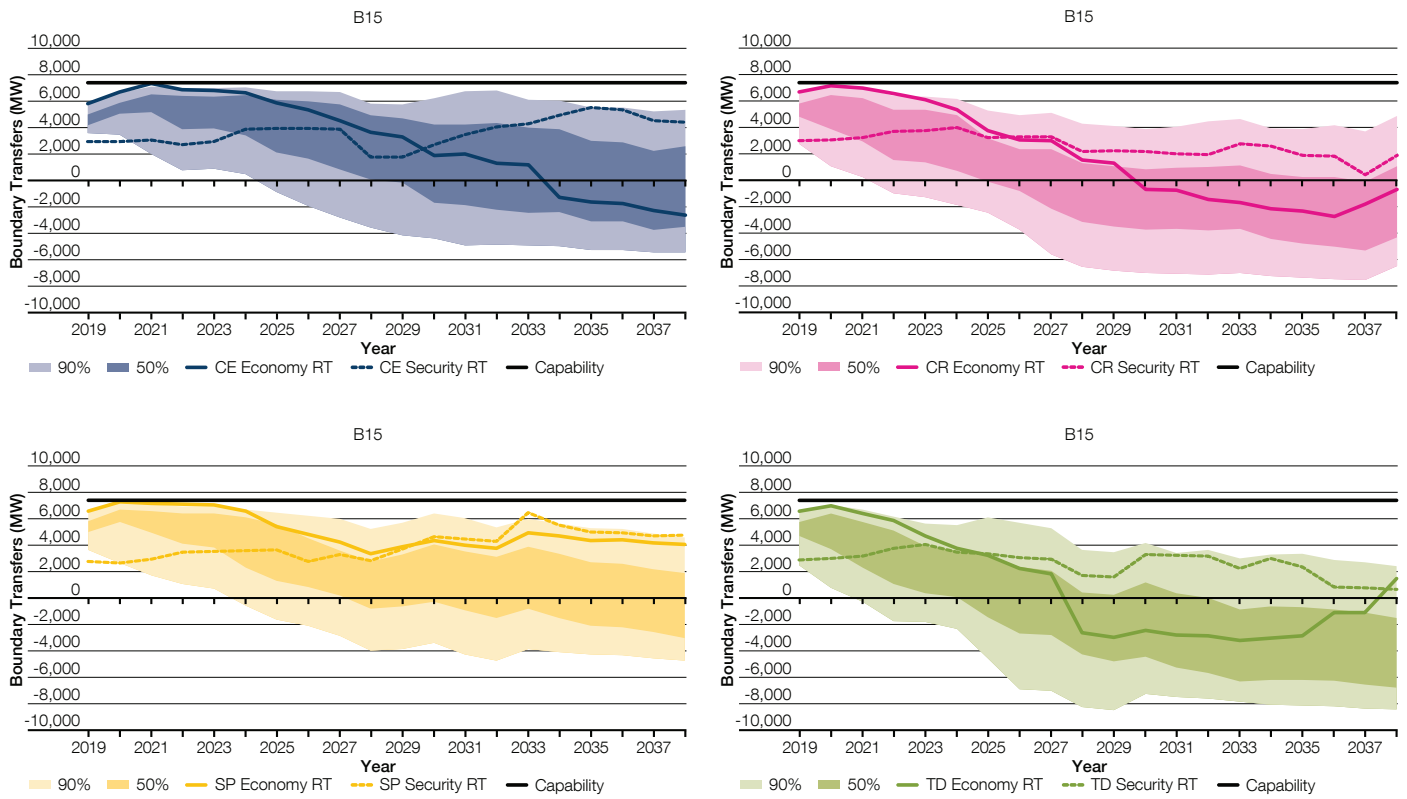 B15
10,000
8,000
6,000
4,000
2,000
0
-2,000
-4,000
-6,000
-8,000
-10,000
Boundary Transfers (MW)
2019 2021 2023 2025 2027 2029 2031 2033 2035 2037
Year
90% 50% CE Economy RT CE Security RT Capability
B15
10,000
8,000
6,000
4,000
2,000
0
-2,000
-4,000
-6,000
-8,000
-10,000
Boundary Transfers (MW)
2019 2021 2023 2025 2027 2029 2031 2033 2035 2037
Year
90% 50% CR Economy RT CR Security RT Capability
B15
10,000
8,000
6,000
4,000
2,000
0
-2,000
-4,000
-6,000
-8,000
-10,000
Boundary Transfers (MW)
2019 2021 2023 2025 2027 2029 2031 2033 2035 2037
Year
90% 50% SP Economy RT SP Security RT Capability
B15
10,000
8,000
6,000
4,000
2,000
0
-2,000
-4,000
-6,000
-8,000
-10,000
Boundary Transfers (MW)
2019 2021 2023 2025 2027 2029 2031 2033 2035 2037
Year
90% 50% TD Economy RT TD Security RT Capability